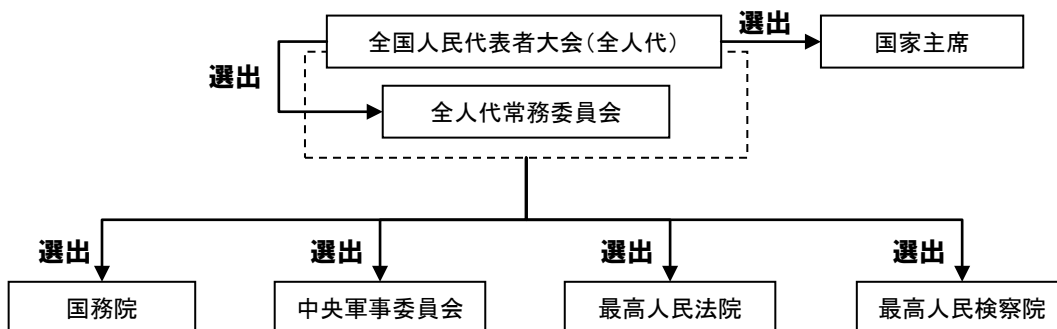 全国人民代表者大会(全人代)
選出
国家主席
選出
全人代常務委員会
選出
選出
選出
選出
国務院
中央軍事委員会
最高人民法院
最高人民検察院